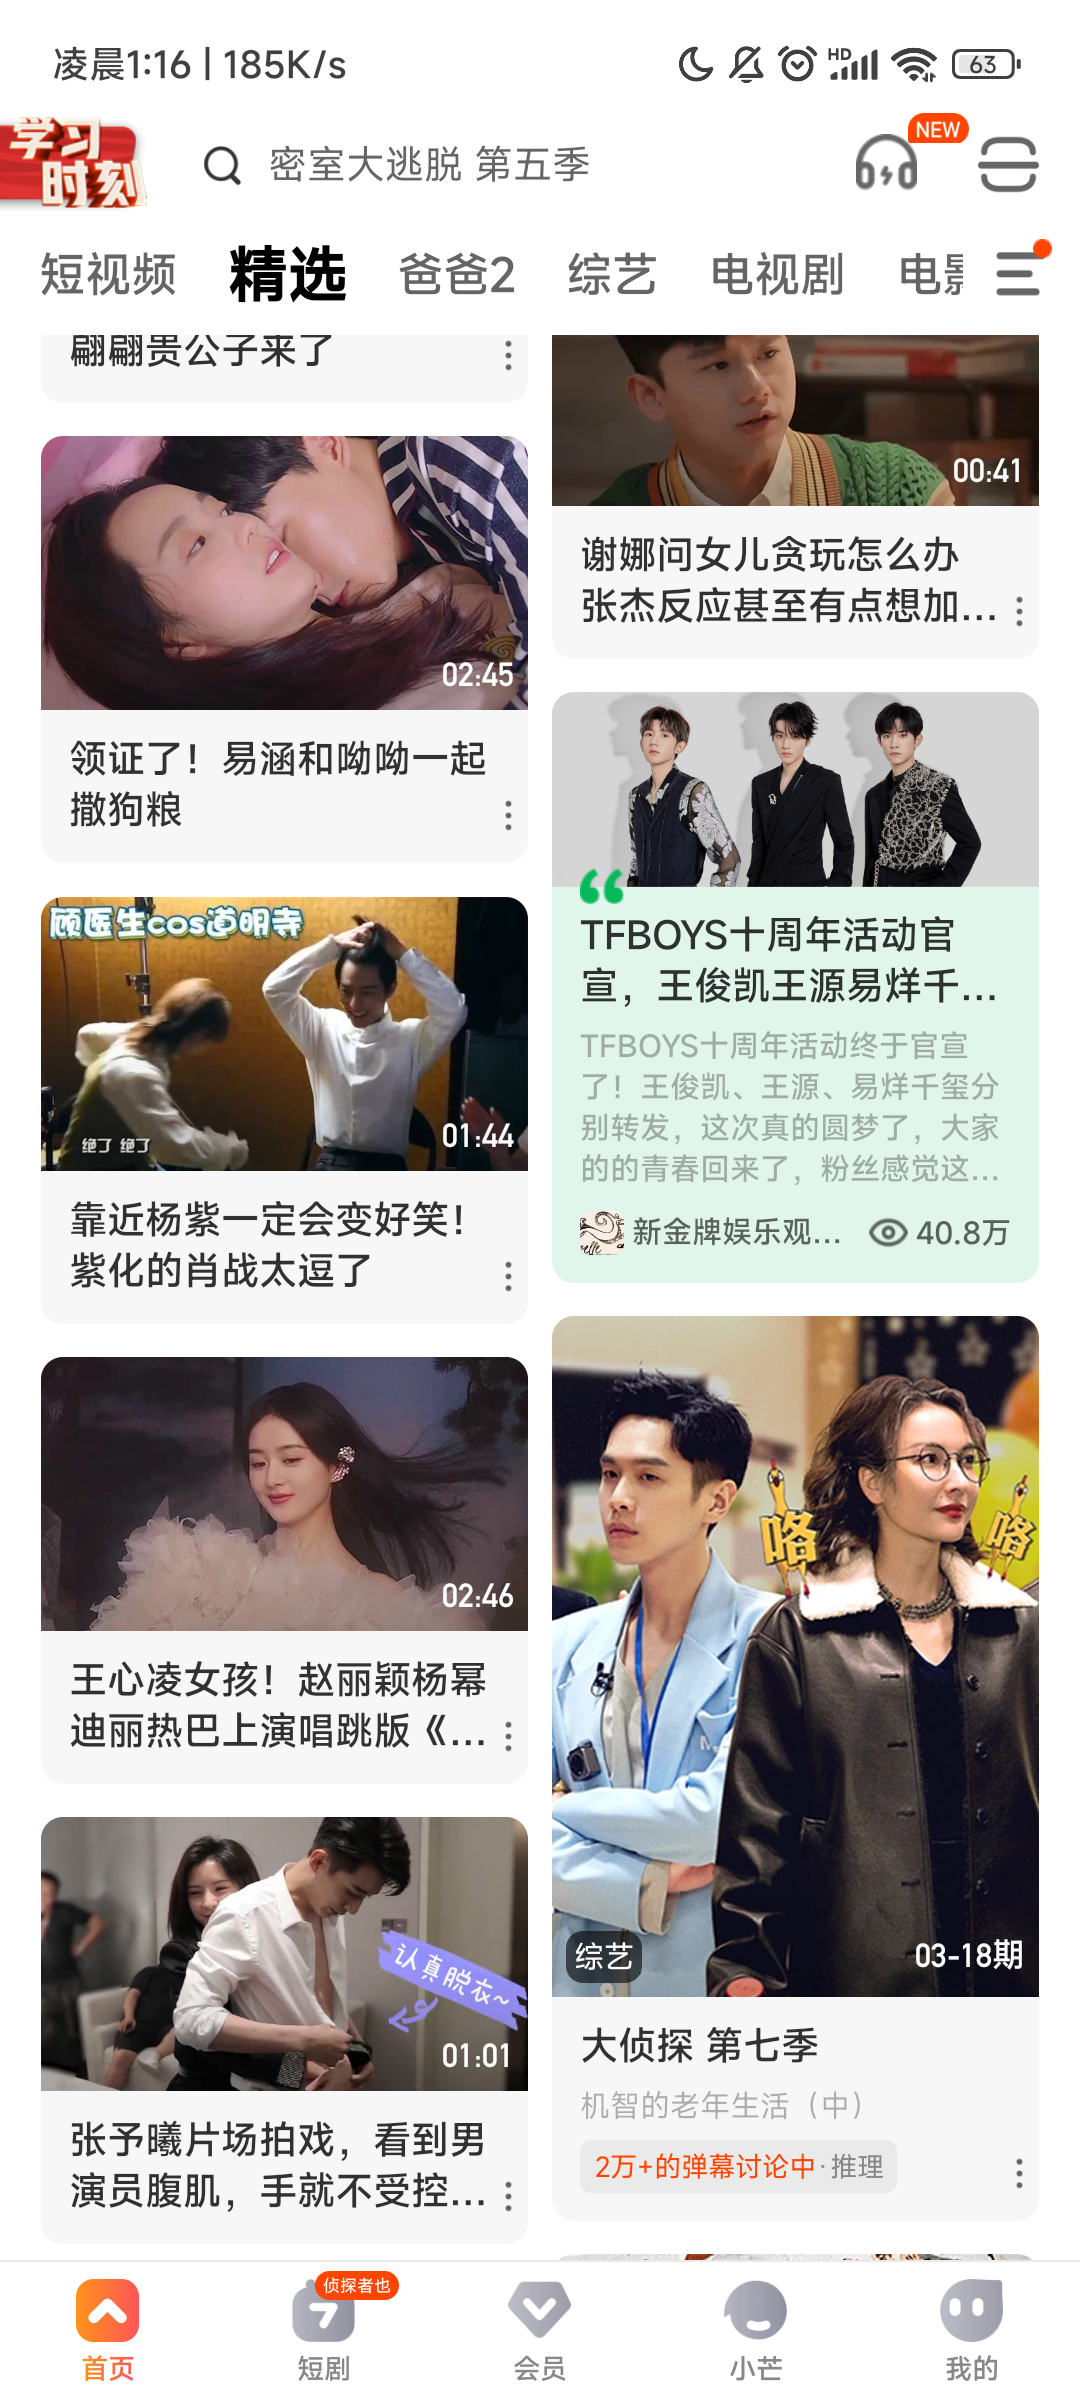 凌晨1:16 | 185K/s
HD
63
学习
时刻
密室大逃脱 第五季
NEW
短视频
精选
爸爸2
综艺
电视剧
电影
翩翩贵公子来了
02:45
领证了！易涵和呦呦一起
撒狗粮
顾医生cos道明寺
绝了 绝了
01:44
靠近杨紫一定会变好笑！
紫化的肖战太逗了
02:46
王心凌女孩！赵丽颖杨幂
迪丽热巴上演唱跳版《...
认真脱衣~
01:01
张予曦片场拍戏，看到男
演员腹肌，手就不受控...
00:41
谢娜问女儿贪玩怎么办
张杰反应甚至有点想加...
TFBOYS十周年活动官
宣，王俊凯王源易烊千...
TFBOYS十周年活动终于官宣
了！王俊凯、王源、易烊千玺分
别转发，这次真的圆梦了，大家
的的青春回来了，粉丝感觉这...
新金牌娱乐观...
40.8万
咯
咯
综艺
03-18期
大侦探 第七季
机智的老年生活（中）
2万+的弹幕讨论中·推理
首页
侦探者也
7
短剧
会员
小芒
我的